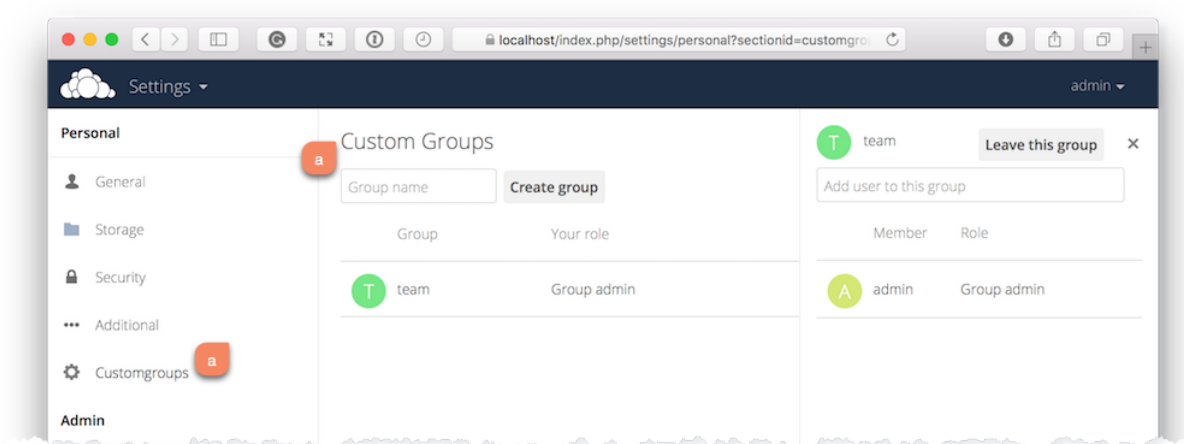 localhost/index.php/settings/personal?sectionid=customgro
Settings
admin
Personal
General
Storage
Security
Additional
Customgroups
a
Admin
a
Custom Groups
Group name
Create group
Group
Your role
T
team
Group admin
T
team
Leave this group
×
Add user to this group
Member
Role
A
admin
Group admin